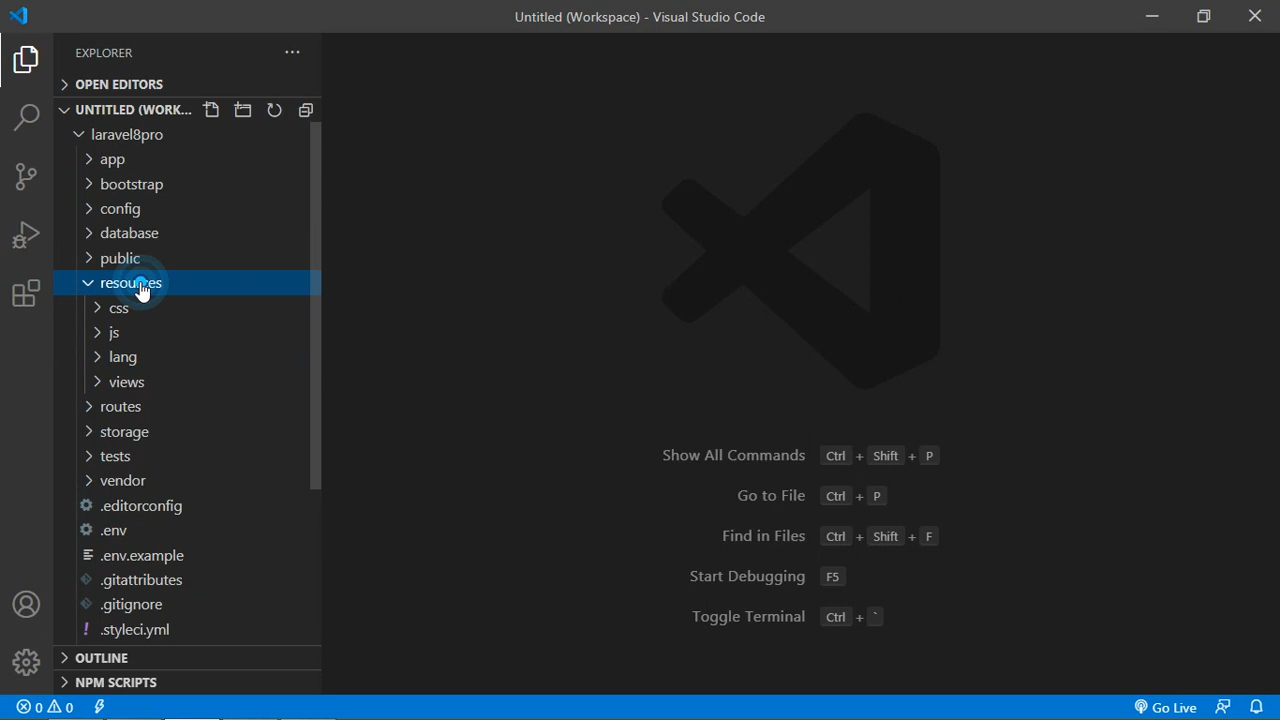 Untitled (Workspace) - Visual Studio Code
EXPLORER
OPEN EDITORS
UNTITLED (WORK...
laravel8pro
app
bootstrap
config
database
public
resources
css
js
lang
views
routes
storage
tests
vendor
.editorconfig
.env
.env.example
.gitattributes
.gitignore
! .styleci.yml
OUTLINE
NPM SCRIPTS
Show All Commands Ctrl + Shift + P
Go to File Ctrl + P
Find in Files Ctrl + Shift + F
Start Debugging F5
Toggle Terminal Ctrl + `
0 0
Go Live